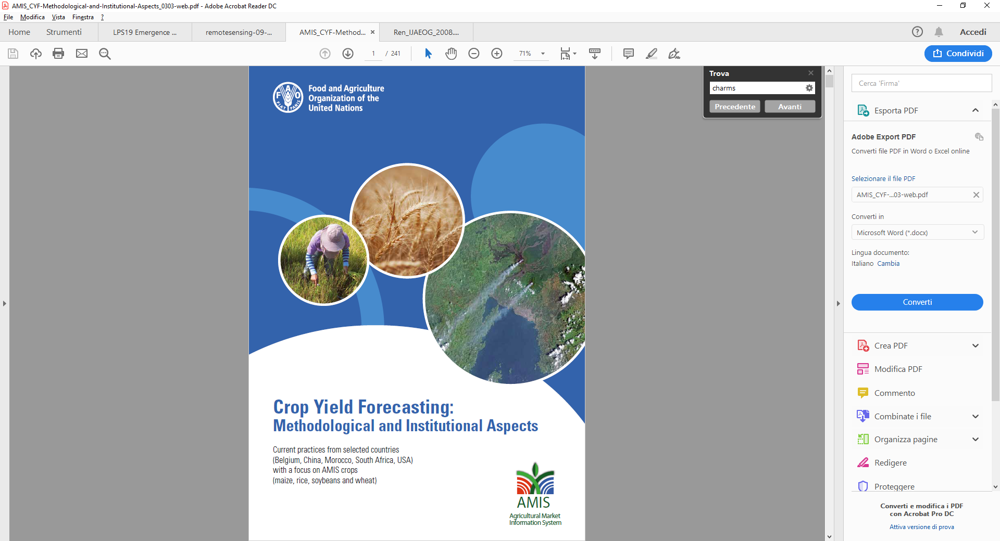 AMIS_CYF-Methodological-and-Institutional-Aspects_0303-web.pdf - Adobe Acrobat Reader DC
File Modifica Vista Finestra ?
Home Strumenti LPS19 Emergence ... remotesensing-09-... AMIS_CYF-Method... Ren_IJAEOG_2008.... Accedi
1 / 241 71% Condividi
Food and Agriculture
Organization of the
United Nations
FAO
FIAT PANIS
Trova
charms
Precedente Avanti
Crop Yield Forecasting:
Methodological and Institutional Aspects
Current practices from selected countries
(Belgium, China, Morocco, South Africa, USA)
with a focus on AMIS crops
(maize, rice, soybeans and wheat)
AMIS
Agricultural Market
Information System
Cerca 'Firma'
Esporta PDF
Adobe Export PDF
Converti file PDF in Word o Excel online
Selezionare il file PDF
AMIS_CYF-...03-web.pdf
Converti in
Microsoft Word (*.docx)
Lingua documento:
Italiano Cambia
Converti
Crea PDF
Modifica PDF
Commento
Combinate i file
Organizza pagine
Redigere
Proteggere
Converti e modifica i PDF
con Acrobat Pro DC
Attiva versione di prova